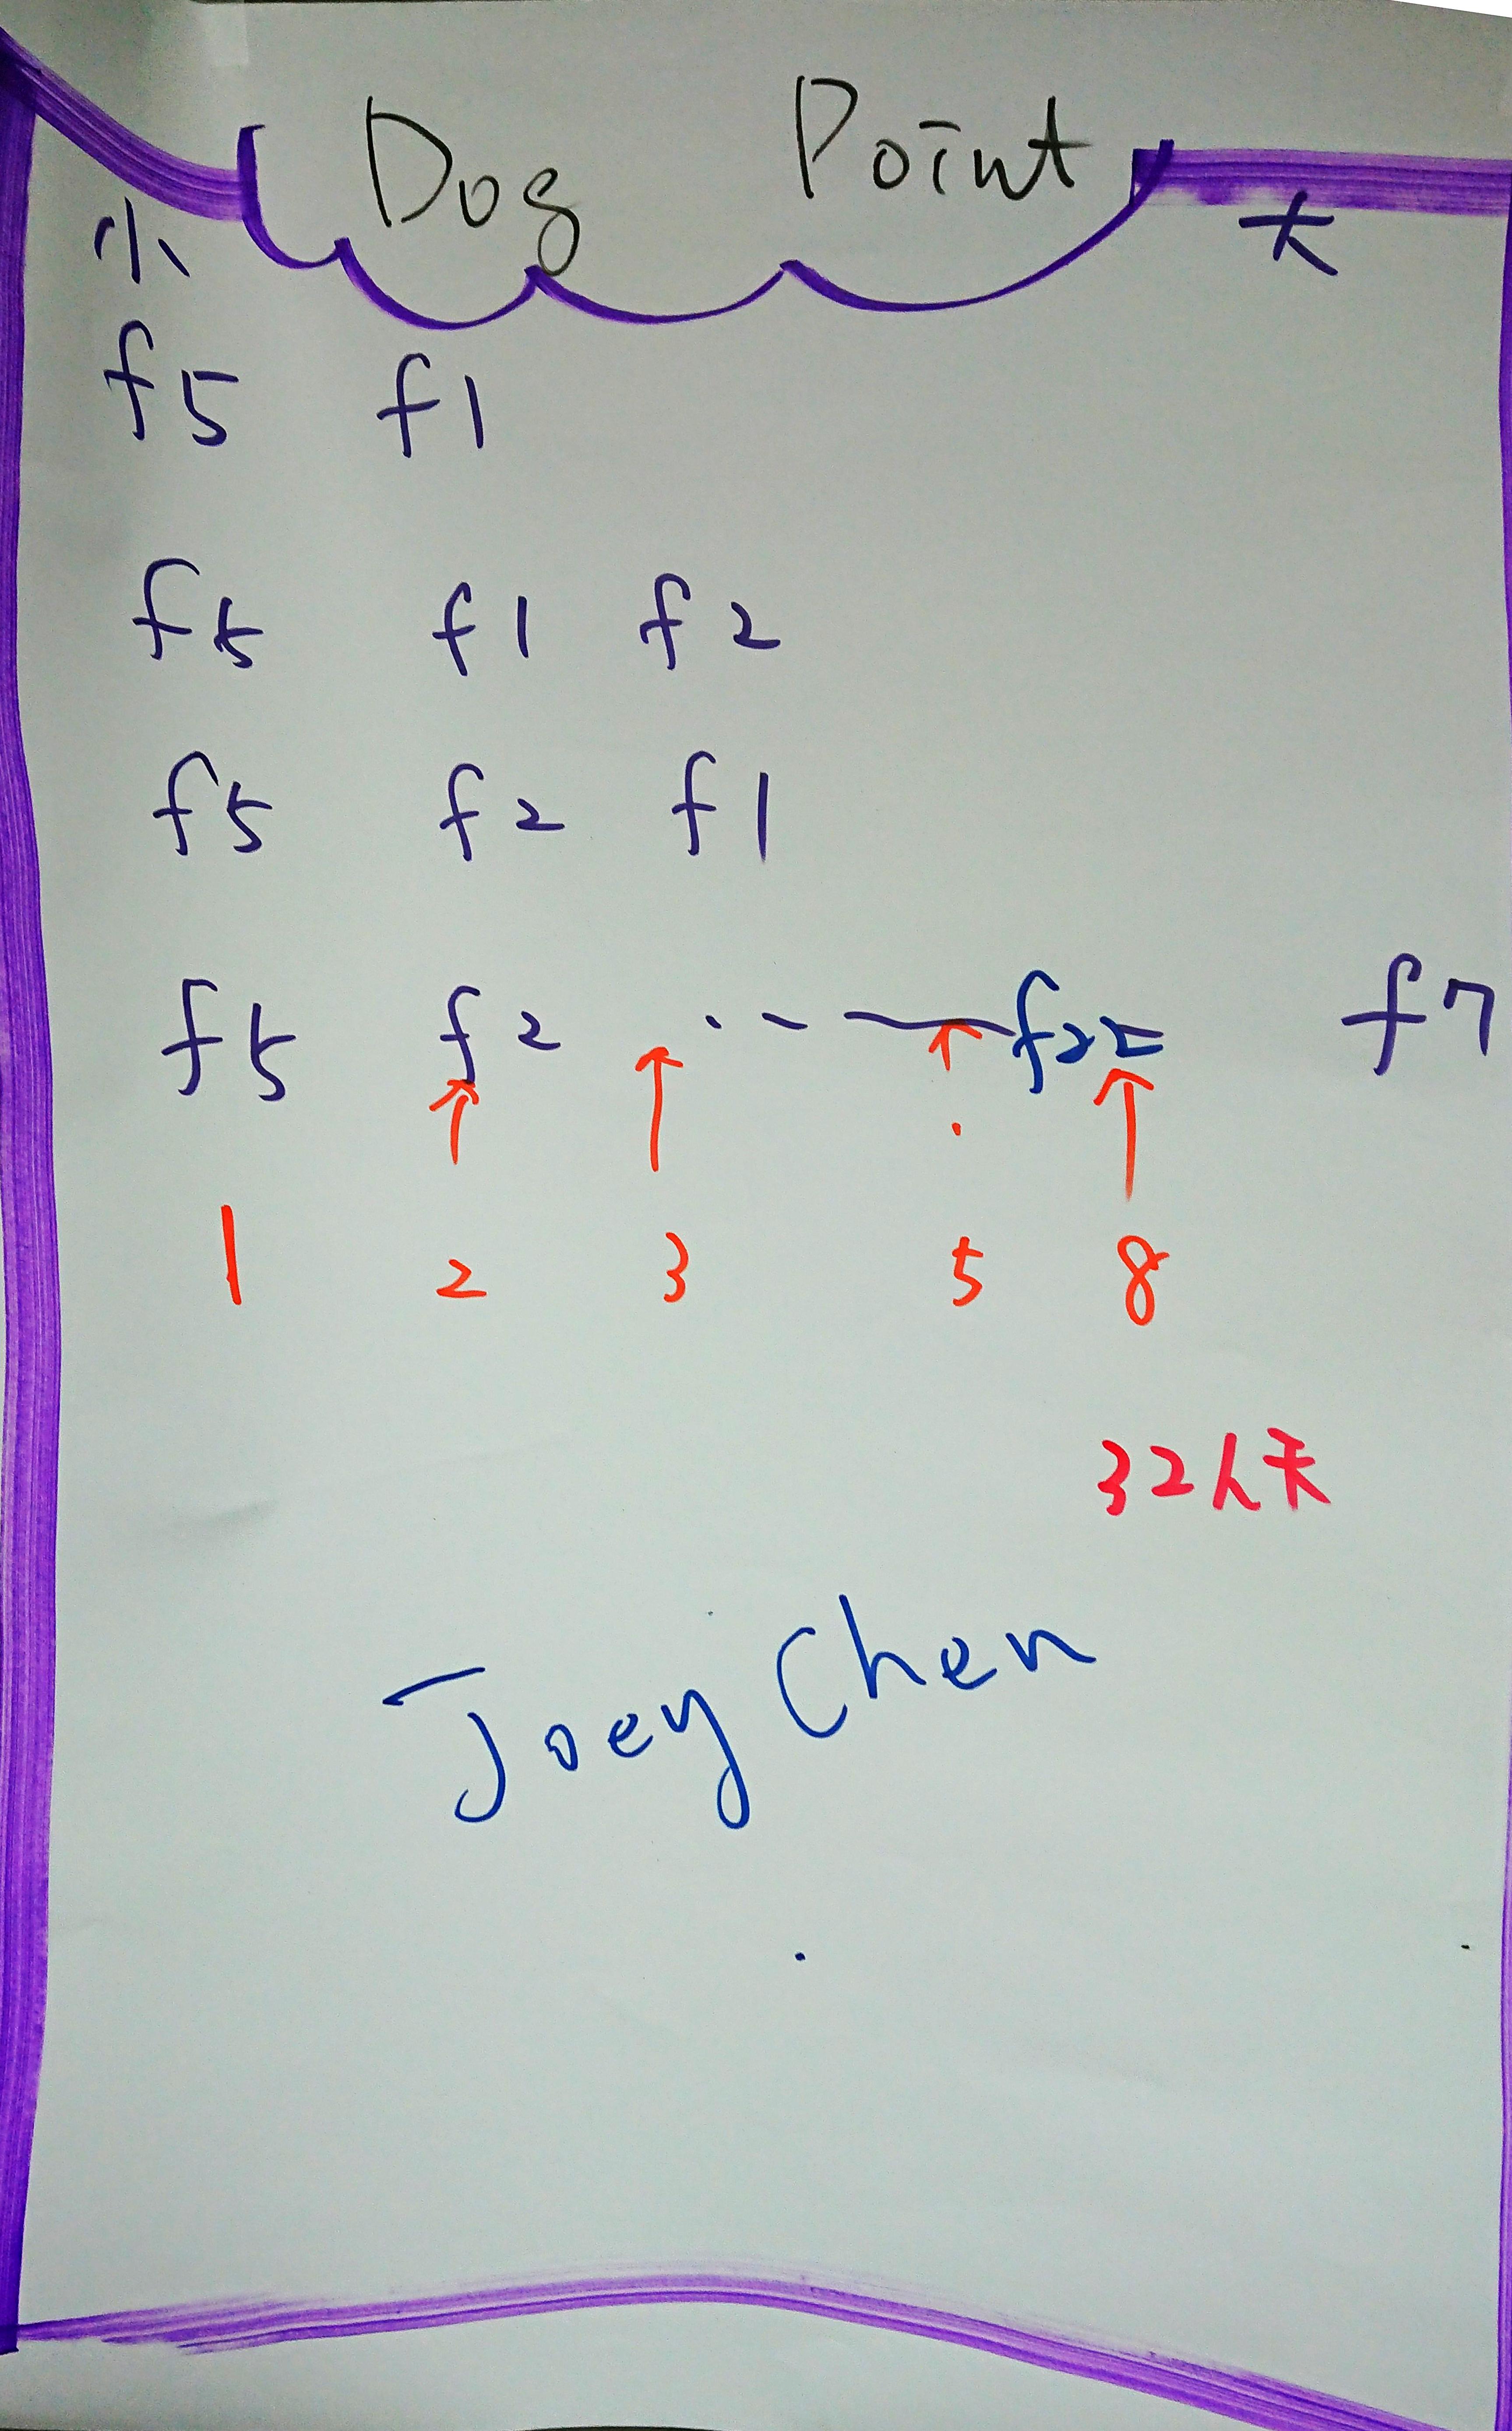 Dog Point
小 大
f5 f1
f5 f1 f2
f5 f2 f1
f5 f2 ..— f22 f7
1 2 3 5 8
32人天
Joey Chen